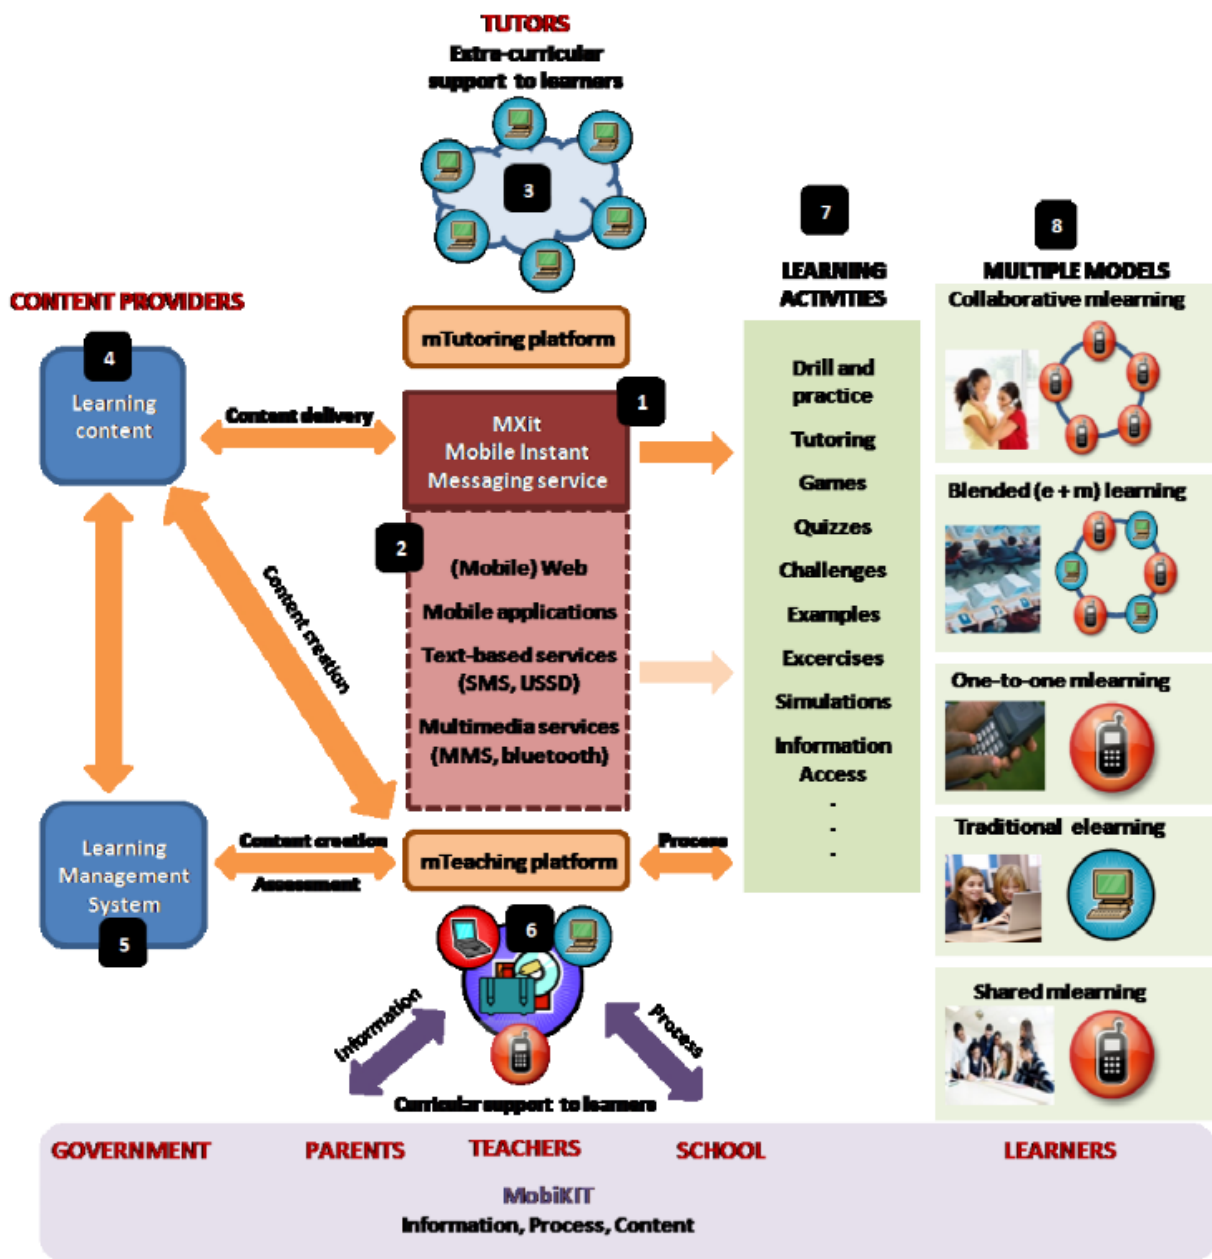 TUTORS
Extra-curricular
support to learners
3
7
8
LEARNING
ACTIVITIES
MULTIPLE MODELS
Collaborative mlearning
CONTENT PROVIDERS
mTutoring platform
4
Learning
content
Content delivery
1
MXit
Mobile Instant
Messaging service
Drill and
practice
Tutoring
Games
Quizzes
Challenges
Examples
Excercises
Simulations
Information
Access
.
.
.
Blended (e + m) learning
2
(Mobile) Web
Mobile applications
Text-based services
(SMS, USSD)
Multimedia services
(MMS, bluetooth)
Content creation
One-to-one mlearning
Learning
Management
System
5
Content creation
Assessment
mTeaching platform
Process
Traditional elearning
6
Information
Process
Shared mlearning
Curricular support to learners
GOVERNMENT
PARENTS
TEACHERS
SCHOOL
LEARNERS
MobiKIT
Information, Process, Content